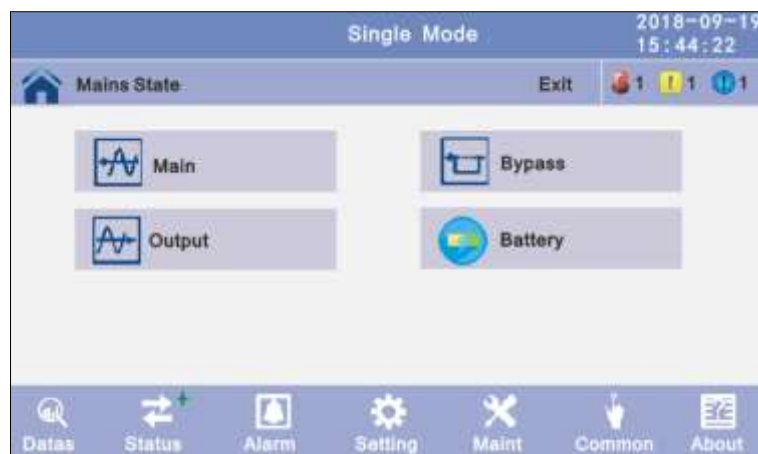 Single Mode
2018-09-19
15:44:22
Mains State
Exit
1
1
1
Main
Bypass
Output
Battery
Datas
Status
Alarm
Setting
Maint
Common
About